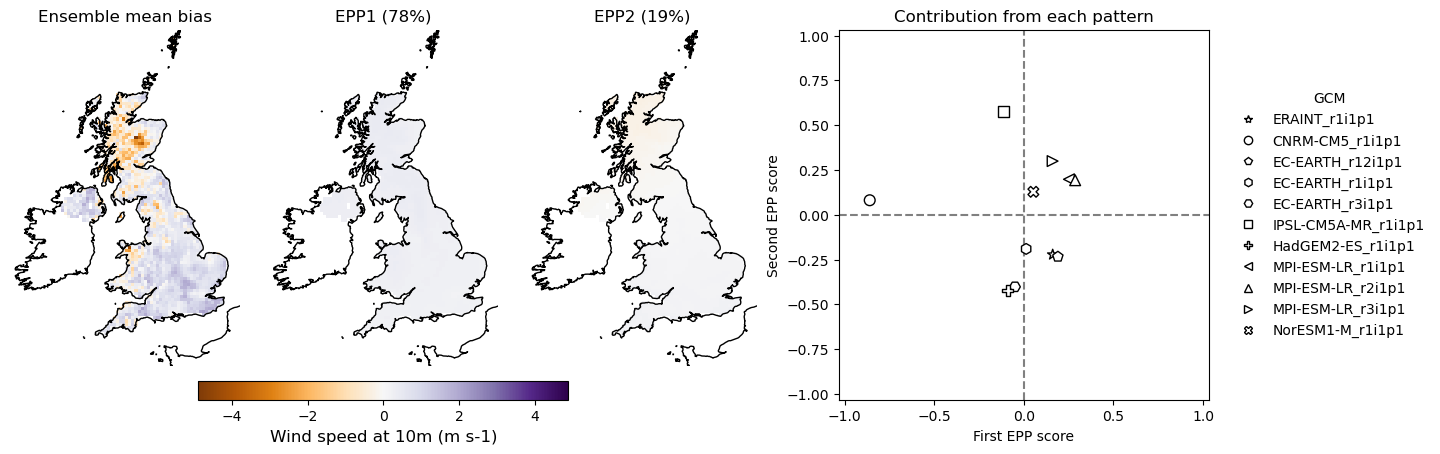 Ensemble mean bias
EPP1 (78%)
EPP2 (19%)
−4 −2 0 2 4
Wind speed at 10m (m s-1)
Contribution from each pattern
1.00
0.75
0.50
0.25
0.00
−0.25
−0.50
−0.75
−1.00
Second EPP score
−1.0 −0.5 0.0 0.5 1.0
First EPP score
GCM
ERAINT_r1i1p1
CNRM-CM5_r1i1p1
EC-EARTH_r12i1p1
EC-EARTH_r1i1p1
EC-EARTH_r3i1p1
IPSL-CM5A-MR_r1i1p1
HadGEM2-ES_r1i1p1
MPI-ESM-LR_r1i1p1
MPI-ESM-LR_r2i1p1
MPI-ESM-LR_r3i1p1
NorESM1-M_r1i1p1